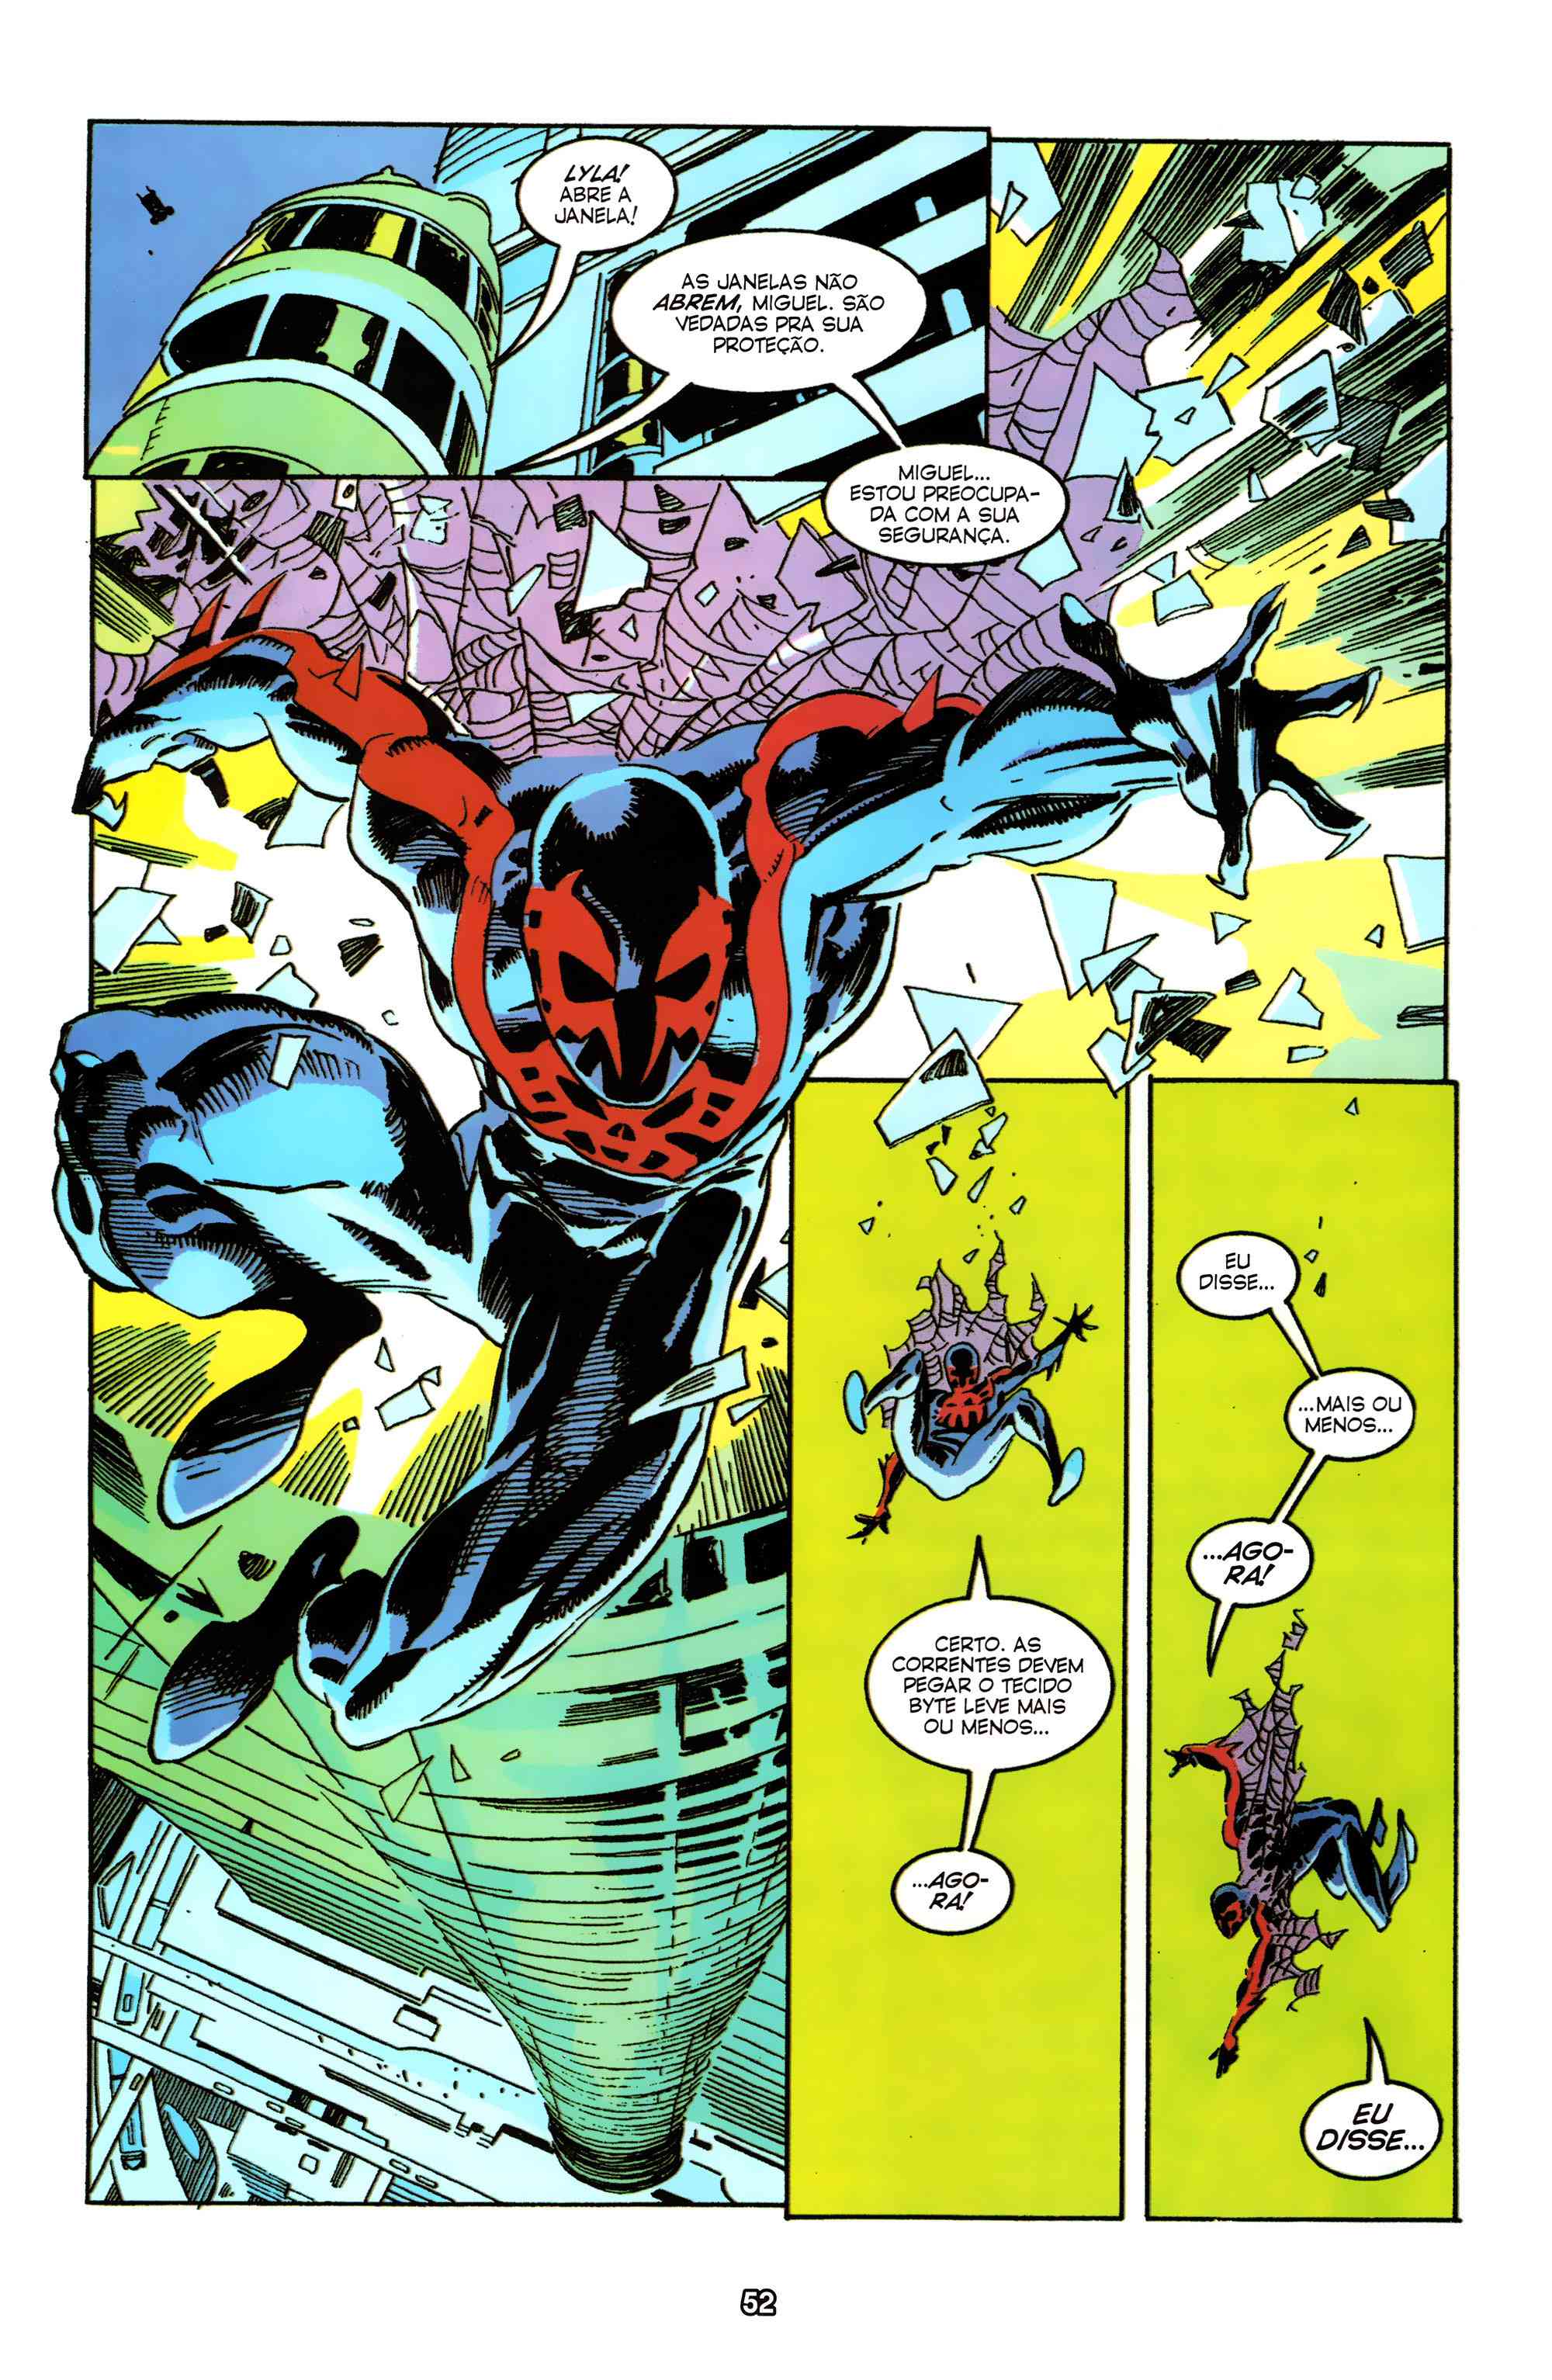 LYLA!
ABRE A
JANELA!
AS JANELAS NÃO
ABREM, MIGUEL. SÃO
VEDADAS PRA SUA
PROTEÇÃO.
MIGUEL...
ESTOU PREOCUPA-
DA COM A SUA
SEGURANÇA.
CERTO. AS
CORRENTES DEVEM
PEGAR O TECIDO
BYTE LEVE MAIS
OU MENOS...
...AGO-
RA!
EU
DISSE...
...MAIS OU
MENOS...
...AGO-
RA!
EU
DISSE...
52